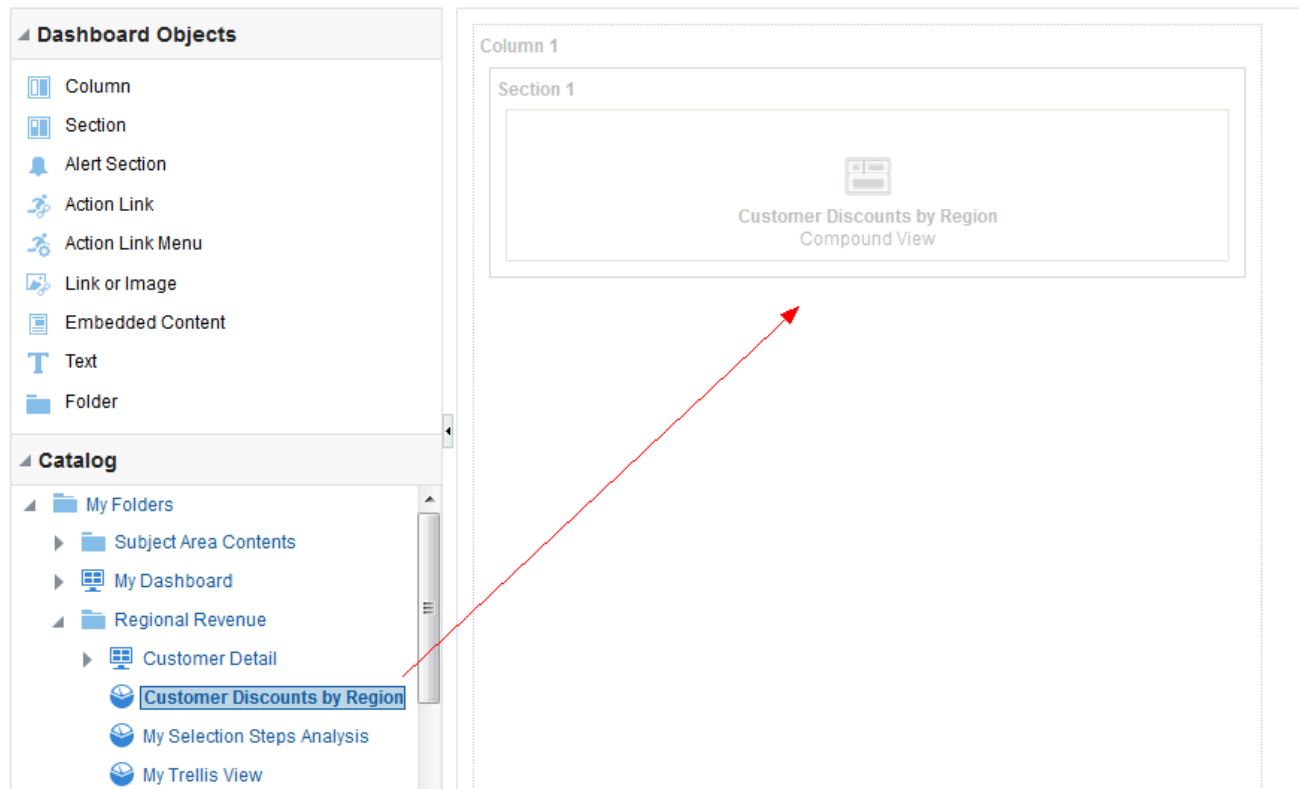 Dashboard Objects
Column
Section
Alert Section
Action Link
Action Link Menu
Link or Image
Embedded Content
Text
Folder
Catalog
My Folders
Subject Area Contents
My Dashboard
Regional Revenue
Customer Detail
Customer Discounts by Region
My Selection Steps Analysis
My Trellis View
Column 1
Section 1
Customer Discounts by Region
Compound View